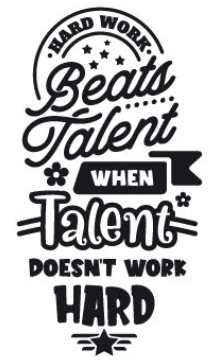 HARD WORK
Beats
Talent
WHEN
Talent
DOESN'T WORK
HARD